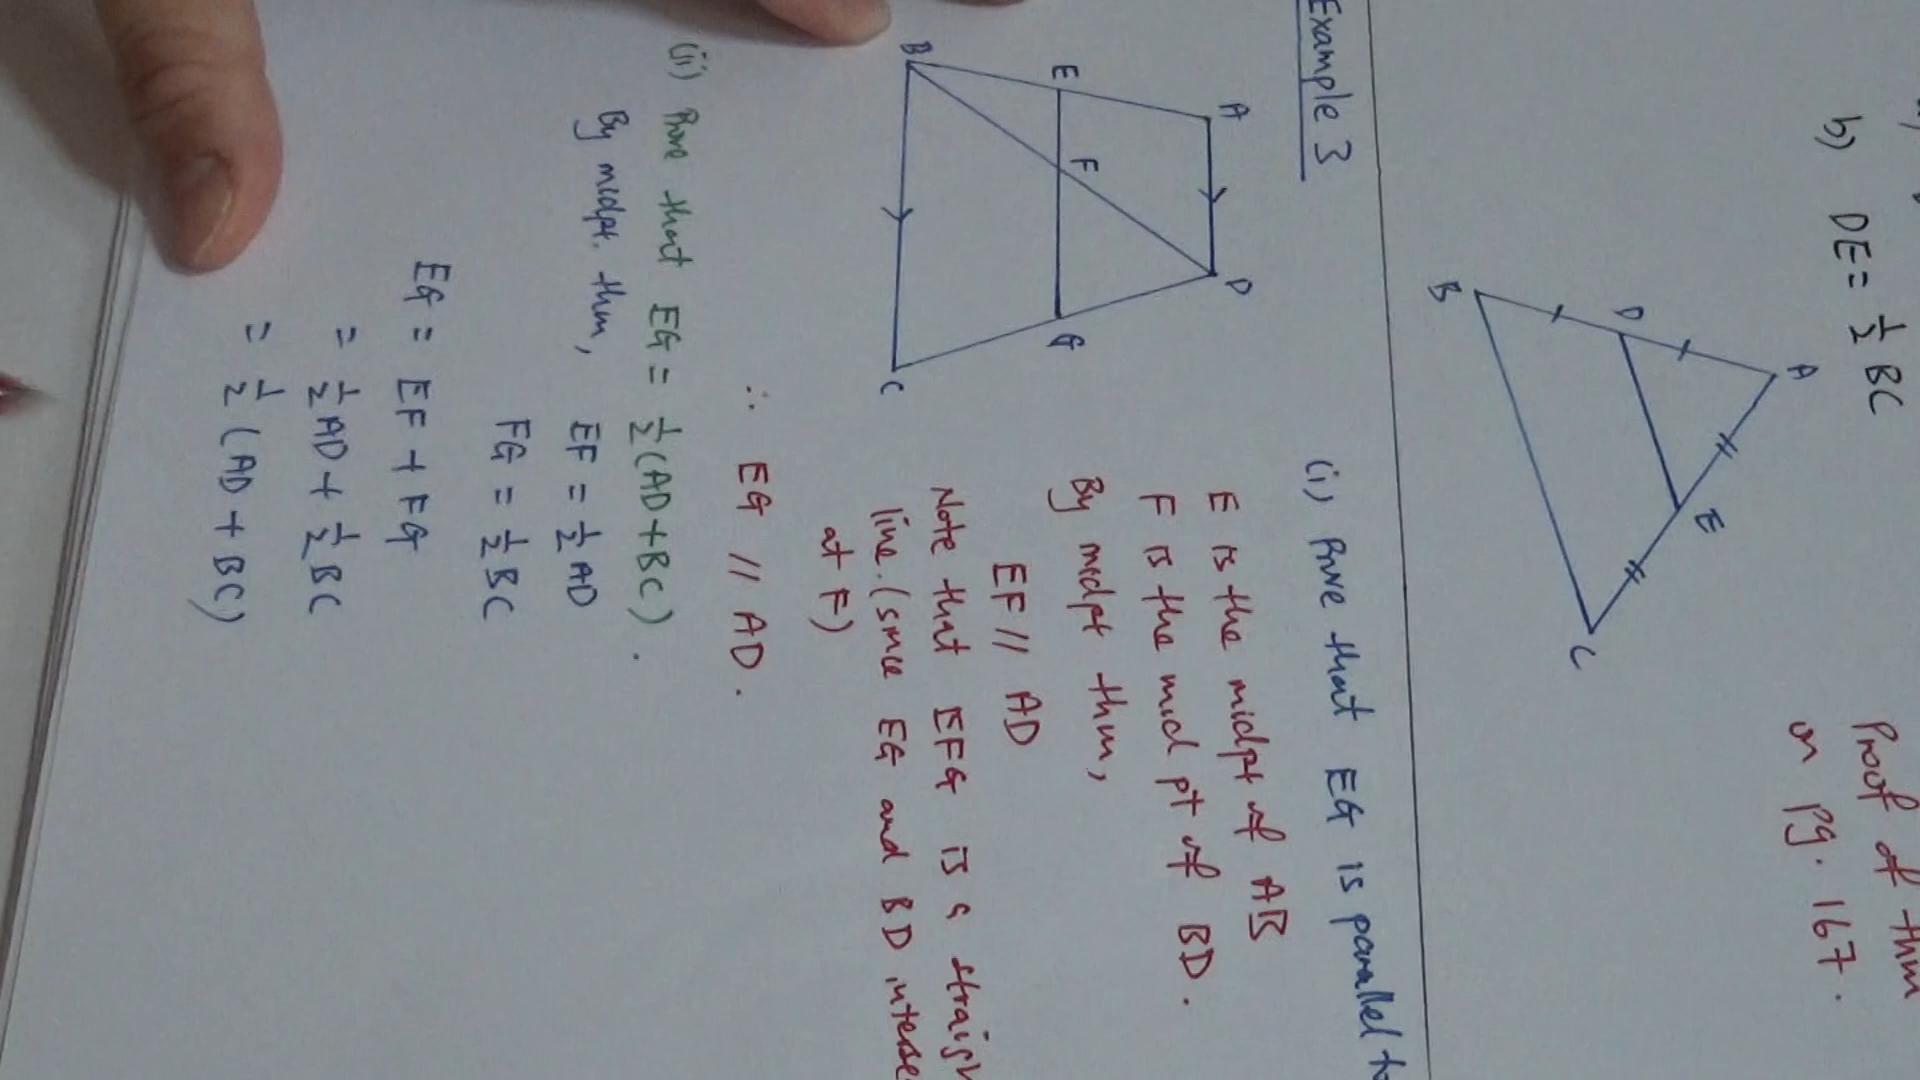 b) DE = 1/2 BC
Proof of thm
on pg. 167.
A
D
E
B
C
Example 3
(i) Prove that EG is parallel to
A
D
E
F
G
B
C
E is the midpt of AB
F is the mid pt of BD.
By midpt thm,
EF // AD
Note that EFG is a
line. (since EG and BD
at F)
∴ EG // AD.
(ii) Prove that EG = 1/2 (AD + BC).
By midpt. thm, EF = 1/2 AD
FG = 1/2 BC
EG = EF + FG
= 1/2 AD + 1/2 BC
= 1/2 (AD + BC)